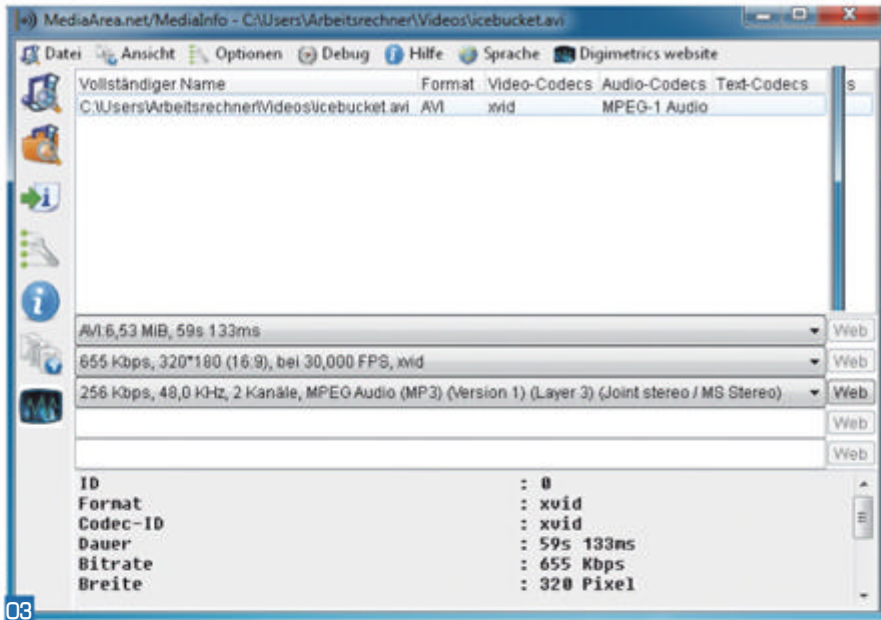 MediaArea.net/MediaInfo - C:\Users\Arbeitsrechner\Videos\icebucket.avi
Datei Ansicht Optionen Debug Hilfe Sprache Digimetrics website
Vollständiger Name Format Video-Codecs Audio-Codecs Text-Codecs s
C:\Users\Arbeitsrechner\Videos\icebucket.avi AVI xvid MPEG-1 Audio
AVI:6,53 MiB, 59s 133ms Web
655 Kbps, 320*180 (16:9), bei 30,000 FPS, xvid Web
256 Kbps, 48,0 KHz, 2 Kanäle, MPEG Audio (MP3) (Version 1) (Layer 3) (Joint stereo / MS Stereo) Web
Web
Web
ID : 0
Format : xvid
Codec-ID : xvid
Dauer : 59s 133ms
Bitrate : 655 Kbps
Breite : 320 Pixel
03